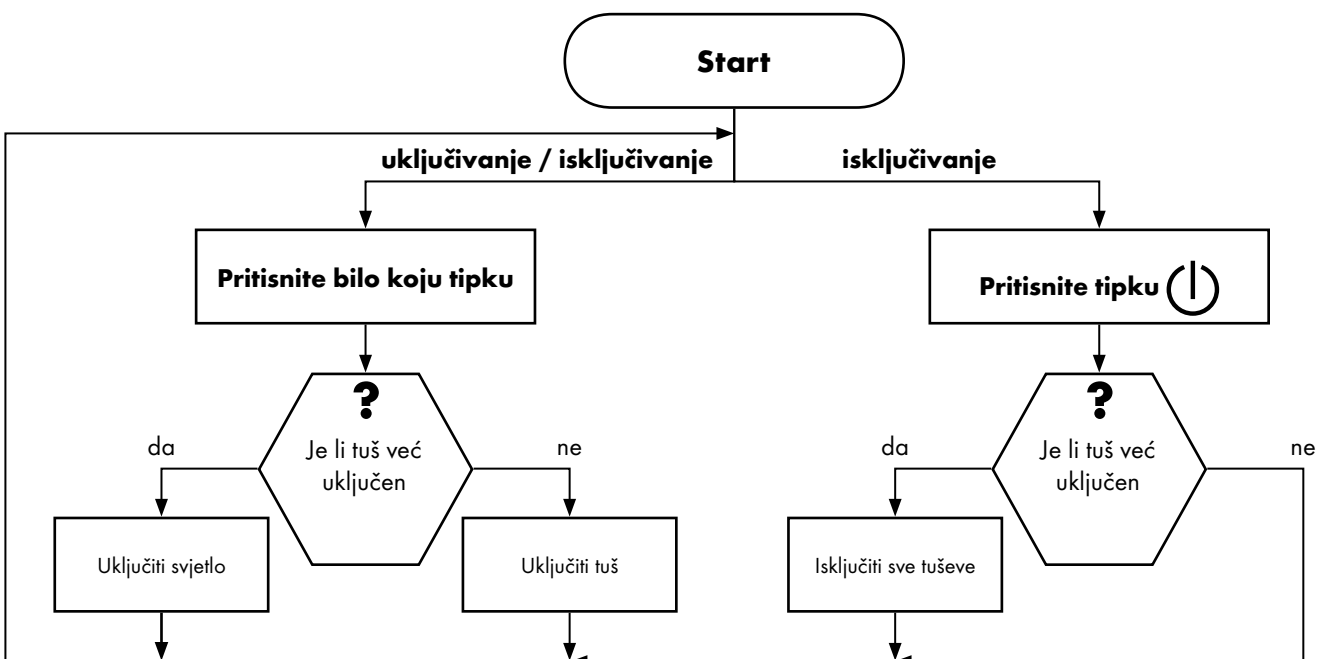 Start
uključivanje / isključivanje
isključivanje
Pritisnite bilo koju tipku
Pritisnite tipku
?
Je li tuš već
uključen
da
ne
?
Je li tuš već
uključen
da
ne
Uključiti svjetlo
Uključiti tuš
Isključiti sve tuševe